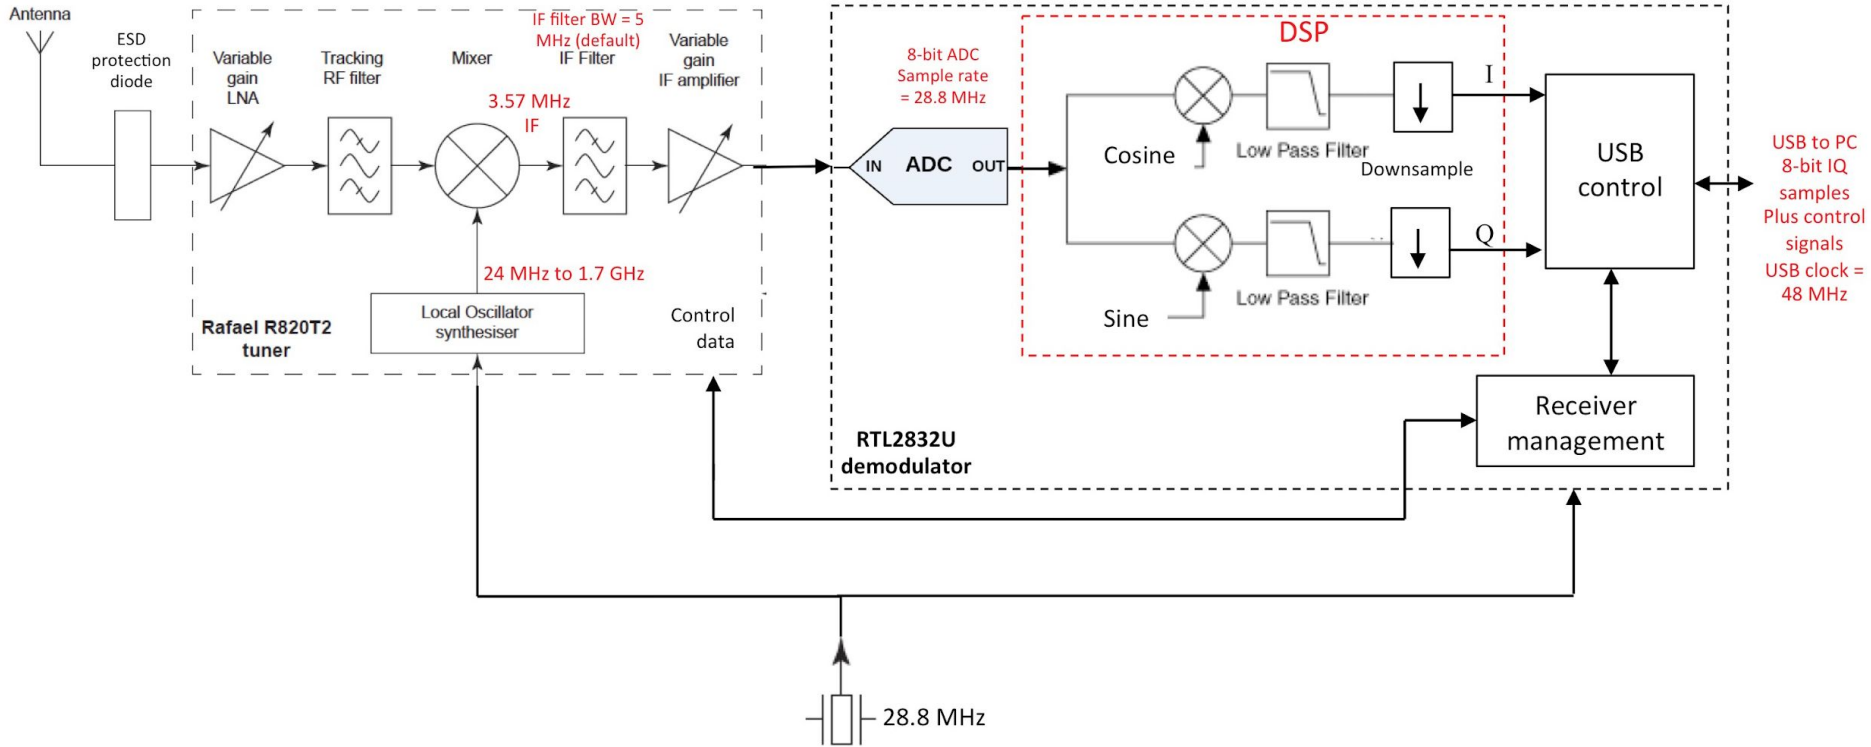 Antenna
ESD
protection
diode
Variable
gain
LNA
Tracking
RF filter
Mixer
IF filter BW = 5
MHz (default)
IF Filter
Variable
gain
IF amplifier
3.57 MHz
IF
24 MHz to 1.7 GHz
Local Oscillator
synthesiser
Rafael R820T2
tuner
Control
data
8-bit ADC
Sample rate
= 28.8 MHz
IN
ADC
OUT
DSP
Cosine
Low Pass Filter
Downsample
I
Sine
Low Pass Filter
Q
USB
control
USB to PC
8-bit IQ
samples
Plus control
signals
USB clock =
48 MHz
Receiver
management
RTL2832U
demodulator
28.8 MHz